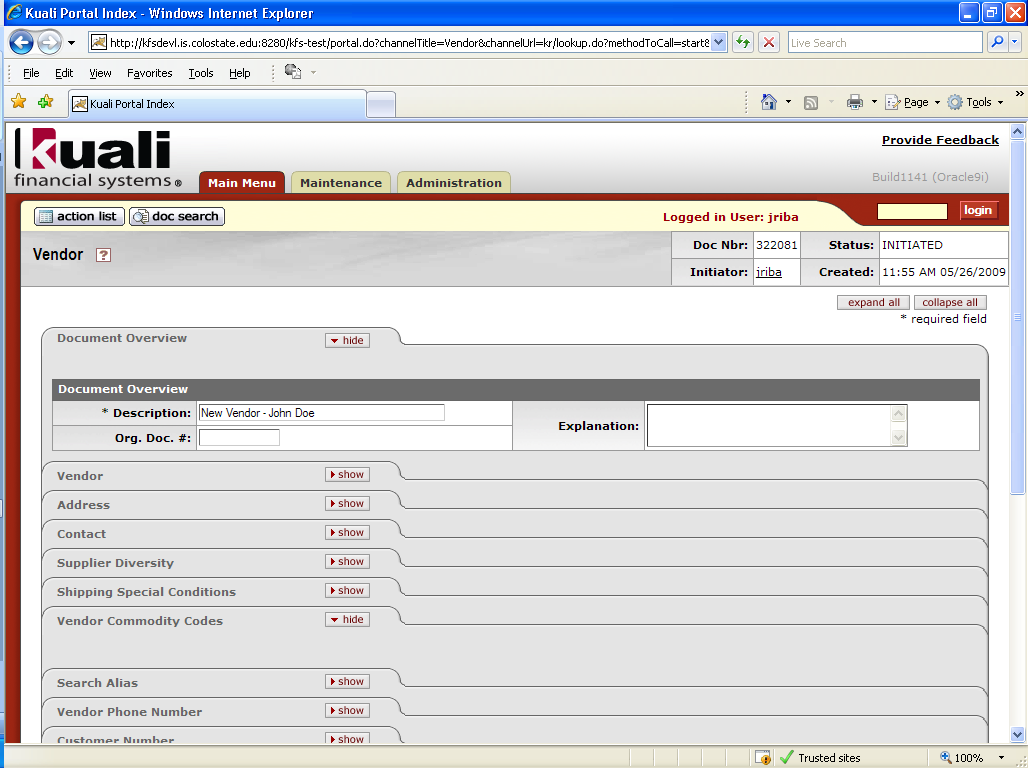 Kuali Portal Index - Windows Internet Explorer
http://kfsdevl.is.colostate.edu:8280/kfs-test/portal.do?channelTitle=Vendor&channelUrl=kr/lookup.do?methodToCall=start&
Live Search
File Edit View Favorites Tools Help
Kuali Portal Index
Page Tools »
kuali
financial systems ®
Provide Feedback
Main Menu Maintenance Administration
Build1141 (Oracle9i)
action list doc search
Logged in User: jriba
login
Vendor ?
Doc Nbr: 322081 Status: INITIATED
Initiator: jriba Created: 11:55 AM 05/26/2009
expand all collapse all
* required field
Document Overview hide
Document Overview
* Description: New Vendor - John Doe
Explanation:
Org. Doc. #:
Vendor show
Address show
Contact show
Supplier Diversity show
Shipping Special Conditions show
Vendor Commodity Codes hide
Search Alias show
Vendor Phone Number show
Customer Number show
Trusted sites
100%